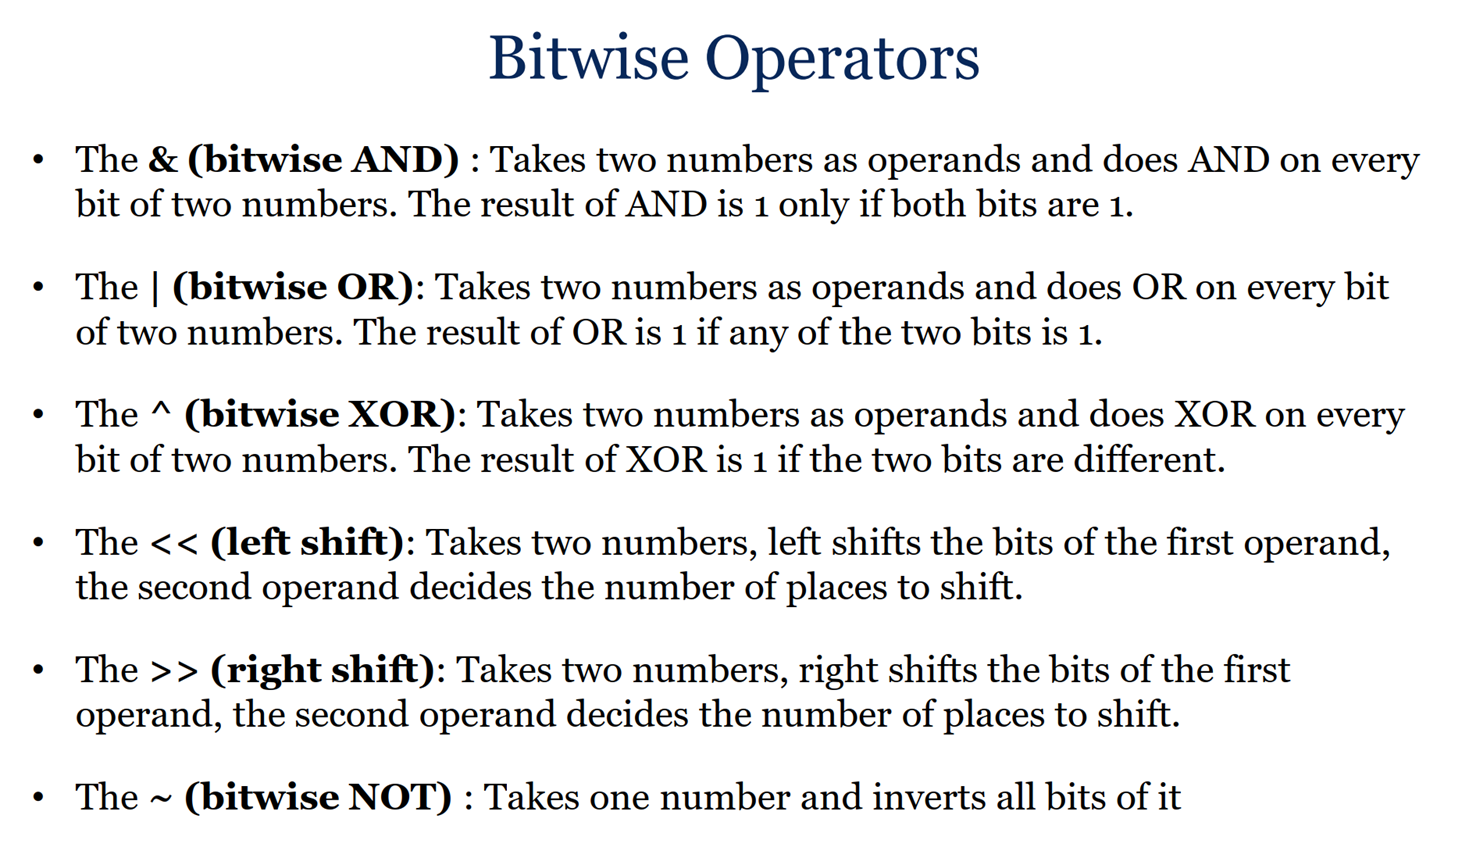 Bitwise Operators
• The & (bitwise AND) : Takes two numbers as operands and does AND on every
bit of two numbers. The result of AND is 1 only if both bits are 1.
• The | (bitwise OR): Takes two numbers as operands and does OR on every bit
of two numbers. The result of OR is 1 if any of the two bits is 1.
• The ^ (bitwise XOR): Takes two numbers as operands and does XOR on every
bit of two numbers. The result of XOR is 1 if the two bits are different.
• The << (left shift): Takes two numbers, left shifts the bits of the first operand,
the second operand decides the number of places to shift.
• The >> (right shift): Takes two numbers, right shifts the bits of the first
operand, the second operand decides the number of places to shift.
• The ~ (bitwise NOT) : Takes one number and inverts all bits of it